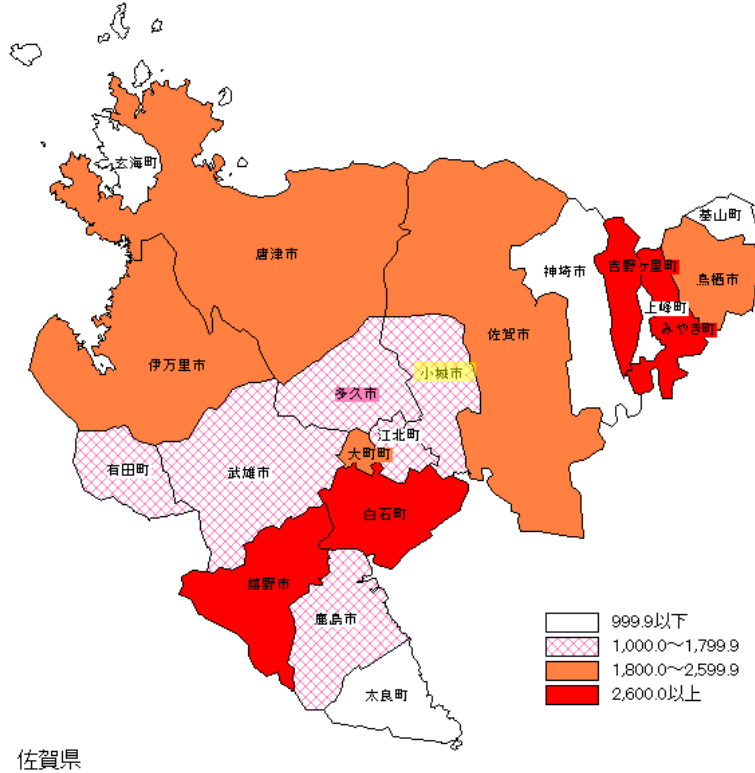 玄海町
基山町
唐津市
神埼市
吉野ヶ里町
鳥栖市
上峰町
佐賀市
みやき町
伊万里市
小城市
多久市
江北町
大町町
有田町
武雄市
白石町
嬉野市
鹿島市
太良町
999.9以下
1,000.0～1,799.9
1,800.0～2,599.9
2,600.0以上
佐賀県